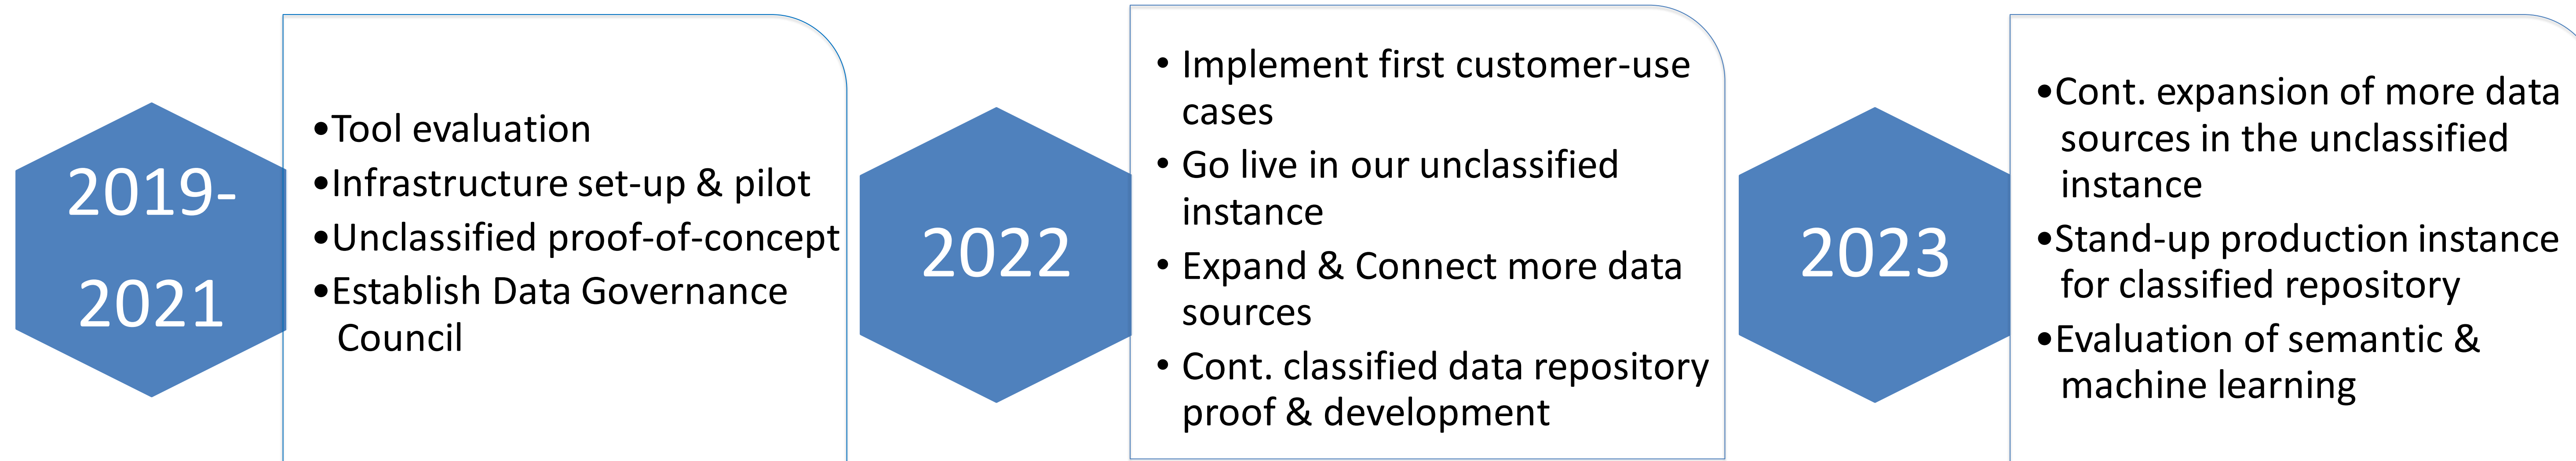 2019-
2021
•Tool evaluation
•Infrastructure set-up & pilot
•Unclassified proof-of-concept
•Establish Data Governance
Council
2022
• Implement first customer-use
cases
• Go live in our unclassified
instance
• Expand & Connect more data
sources
• Cont. classified data repository
proof & development
2023
•Cont. expansion of more data
sources in the unclassified
instance
•Stand-up production instance
for classified repository
•Evaluation of semantic &
machine learning